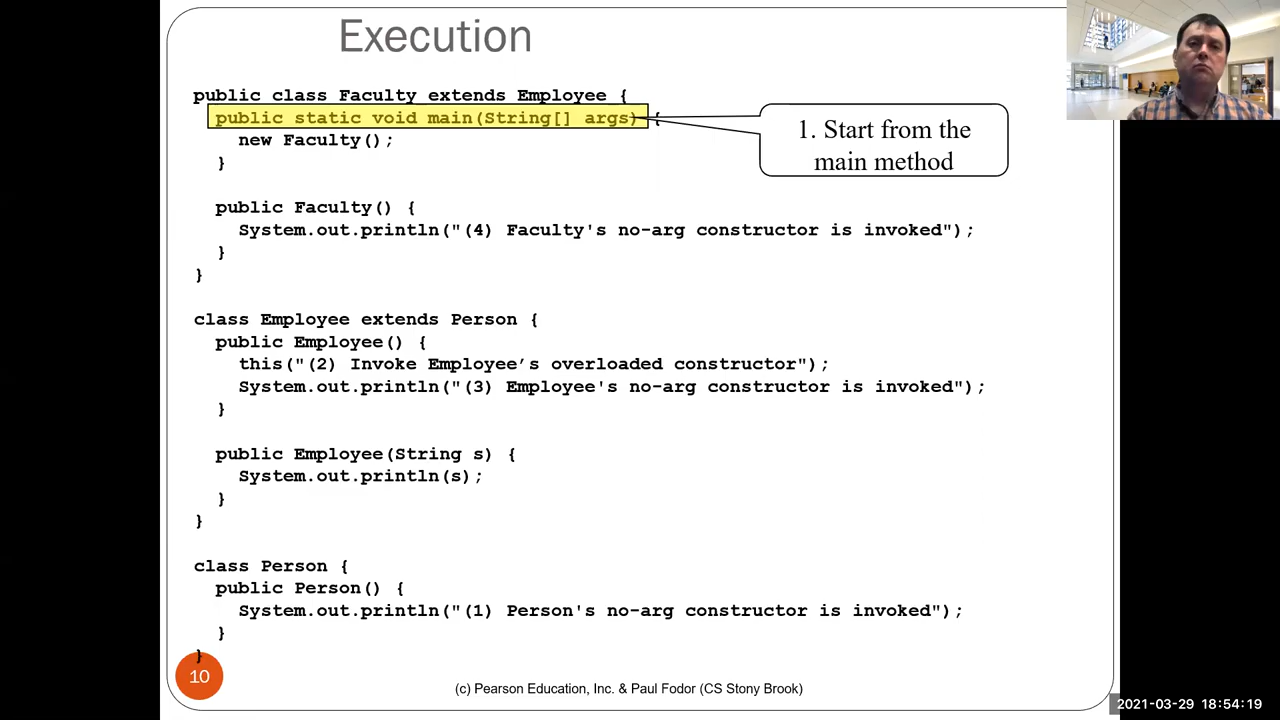 Execution
public class Faculty extends Employee {
public static void main(String[] args) {
new Faculty();
}
1. Start from the
main method
public Faculty() {
System.out.println("(4) Faculty's no-arg constructor is invoked");
}
}
class Employee extends Person {
public Employee() {
this("(2) Invoke Employee’s overloaded constructor");
System.out.println("(3) Employee's no-arg constructor is invoked");
}
public Employee(String s) {
System.out.println(s);
}
}
class Person {
public Person() {
System.out.println("(1) Person's no-arg constructor is invoked");
}
}
10
(c) Pearson Education, Inc. & Paul Fodor (CS Stony Brook)
2021-03-29 18:54:19